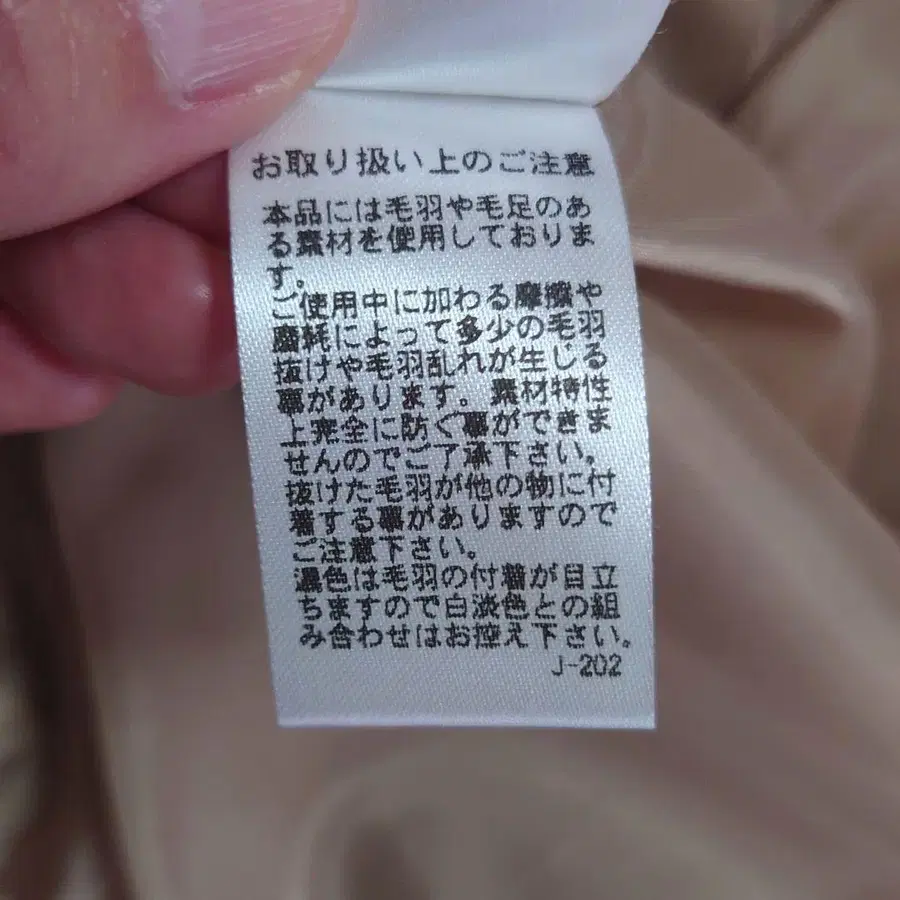 お取り扱い上のご注意
本品には毛羽や毛足のあ
る素材を使用しておりま
す。
ご使用中に加わる摩擦や
磨耗によって多少の毛羽
抜けや毛羽乱れが生じる
事があります。素材特性
上完全に防ぐ事ができま
せんのでご了承下さい。
抜けた毛羽が他の物に付
着する事がありますので
ご注意下さい。
濃色は毛羽の付着が目立
ちますので白淡色との組
み合わせはお控え下さい。
J-202